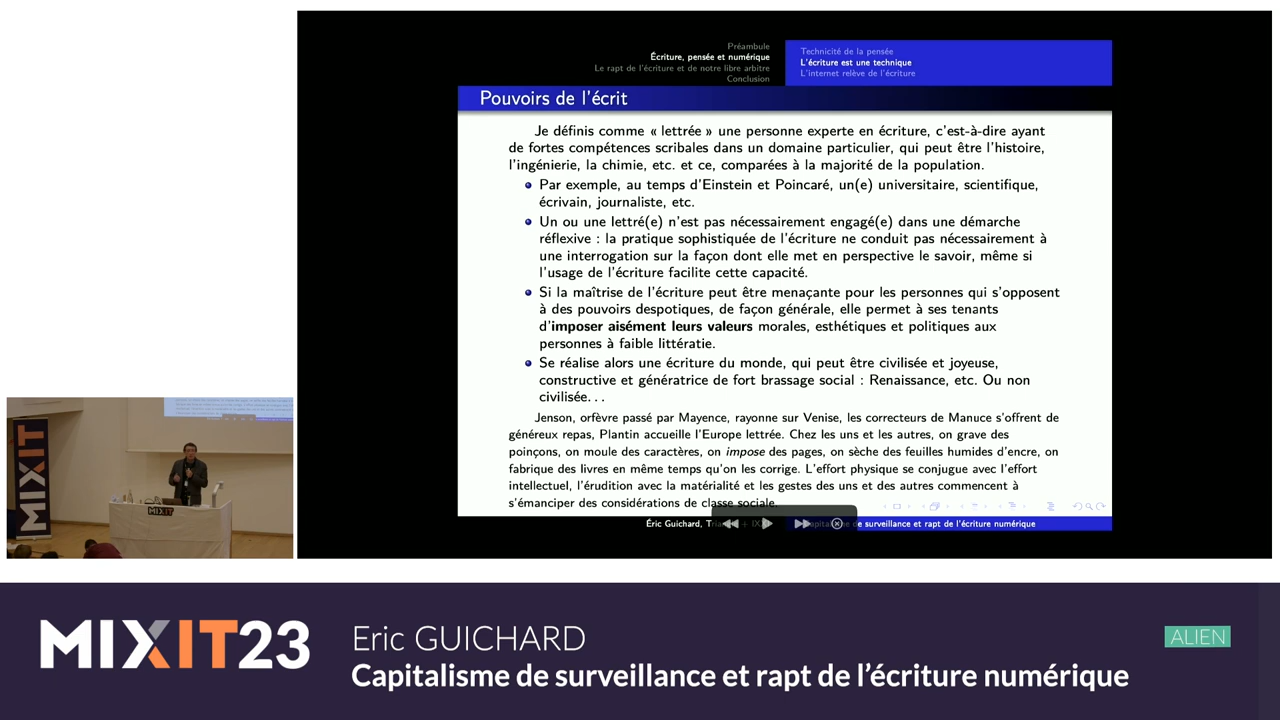 Préambule
Écriture, pensée et numérique
Le rapt de l'écriture et de notre libre arbitre
Conclusion
Technicité de la pensée
L'écriture est une technique
L'internet relève de l'écriture
Pouvoirs de l'écrit
Je définis comme « lettrée » une personne experte en écriture, c'est-à-dire ayant
de fortes compétences scribales dans un domaine particulier, qui peut être l'histoire,
l'ingénierie, la chimie, etc. et ce, comparées à la majorité de la population.
Par exemple, au temps d'Einstein et Poincaré, un(e) universitaire, scientifique,
écrivain, journaliste, etc.
Un ou une lettré(e) n'est pas nécessairement engagé(e) dans une démarche
réflexive : la pratique sophistiquée de l'écriture ne conduit pas nécessairement à
une interrogation sur la façon dont elle met en perspective le savoir, même si
l'usage de l'écriture facilite cette capacité.
Si la maîtrise de l'écriture peut être menaçante pour les personnes qui s'opposent
à des pouvoirs despotiques, de façon générale, elle permet à ses tenants
d'imposer aisément leurs valeurs morales, esthétiques et politiques aux
personnes à faible littératie.
Se réalise alors une écriture du monde, qui peut être civilisée et joyeuse,
constructive et génératrice de fort brassage social : Renaissance, etc. Ou non
civilisée...
Jenson, orfèvre passé par Mayence, rayonne sur Venise, les correcteurs de Manuce s'offrent de
généreux repas, Plantin accueille l'Europe lettrée. Chez les uns et les autres, on grave des
poinçons, on moule des caractères, on impose des pages, on sèche des feuilles humides d'encre, on
fabrique des livres en même temps qu'on les corrige. L'effort physique se conjugue avec l'effort
intellectuel, l'érudition avec la matérialité et les gestes des uns et des autres commencent à
s'émanciper des considérations de classe sociale.
Éric Guichard, de surveillance et rapt de l'écriture numérique
MIXIT
MIXIT
MIXIT23
Eric GUICHARD
Capitalisme de surveillance et rapt de l'écriture numérique
ALIEN